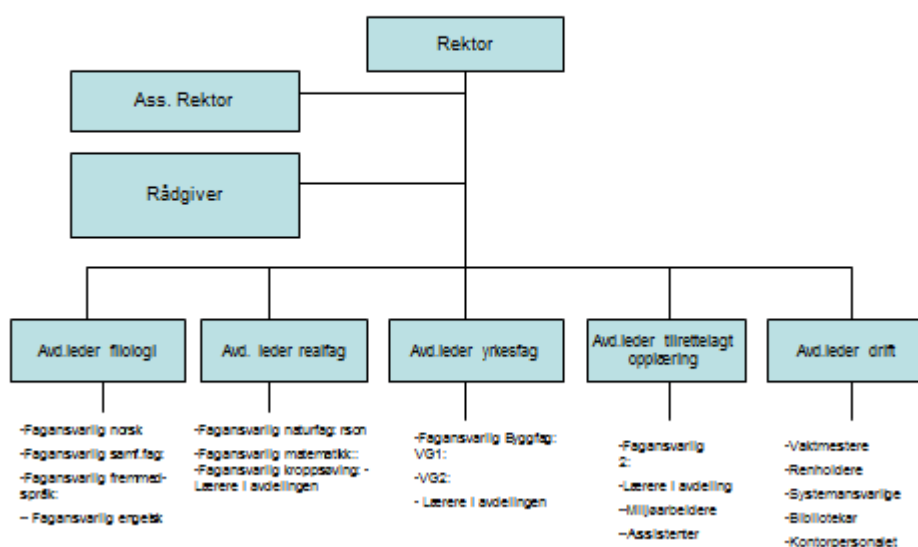 Rektor
Ass. Rektor
Rådgiver
Avd.leder filologi
Avd. leder realfag
Avd.leder yrkesfag
Avd.leder tilrettelagt
opplæring
Avd.leder drift
-Fagansvarlig norsk
-Fagansvarlig samf.fag:
-Fagansvarlig fremmed-
språk:
– Fagansvarlig engelsk
-Fagansvarlig naturfag: rson
-Fagansvarlig matematikk::
-Fagansvarlig kroppsøving: -
Lærere i avdelingen
-Fagansvarlig Byggfag:
VG1:
-VG2:
- Lærere i avdelingen
-Fagansvarlig
2:
-Lærere i avdeling
–Miljøarbeidere
–Assistenter
-Vaktmestere
-Renholdere
-Systemansvarlige
-Bibliotekar
-Kontorpersonalet